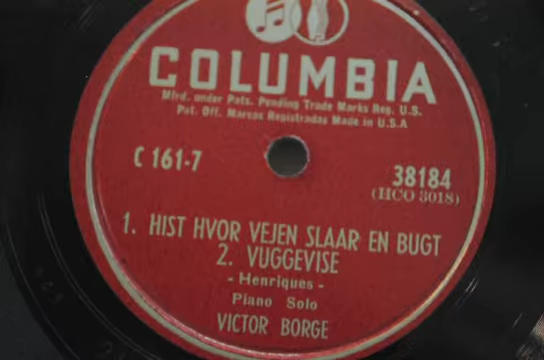 COLUMBIA
Mfrd. under Pats. Pending Trade Marks Reg. U.S.
Pat. Off. Marcas Registradas Made in U.S.A
C 161-7
38184
(HCO 3018)
1. HIST HVOR VEJEN SLAAR EN BUGT
2. VUGGEVISE
- Henriques -
Piano Solo
VICTOR BORGE